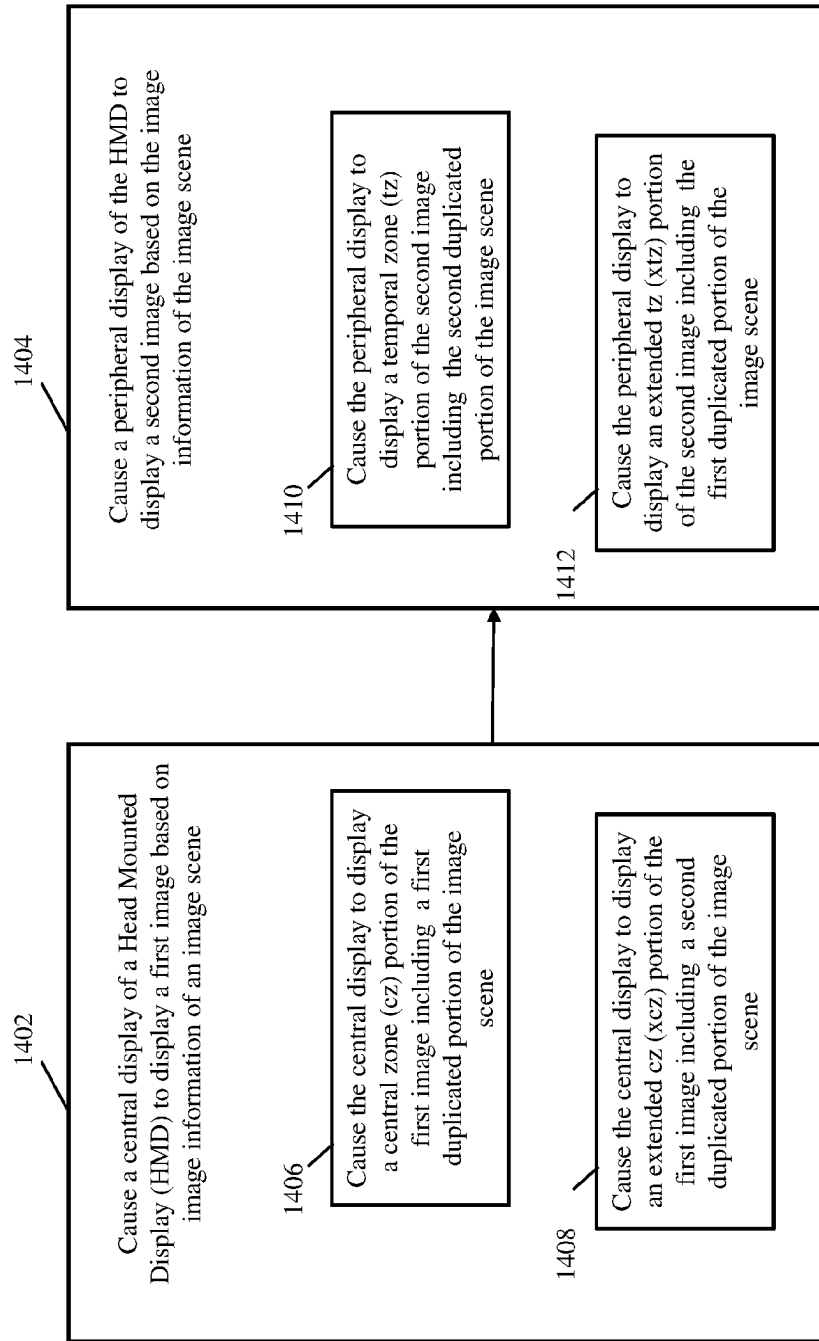 1402
Cause a central display of a Head Mounted
Display (HMD) to display a first image based on
image information of an image scene
1406
Cause the central display to display
a central zone (cz) portion of the
first image including a first
duplicated portion of the image
scene
1408
Cause the central display to display
an extended cz (xcz) portion of the
first image including a second
duplicated portion of the image
scene
1404
Cause a peripheral display of the HMD to
display a second image based on the image
information of the image scene
1410
Cause the peripheral display to
display a temporal zone (tz)
portion of the second image
including the second duplicated
portion of the image scene
1412
Cause the peripheral display to
display an extended tz (xtz) portion
of the second image including the
first duplicated portion of the
image scene